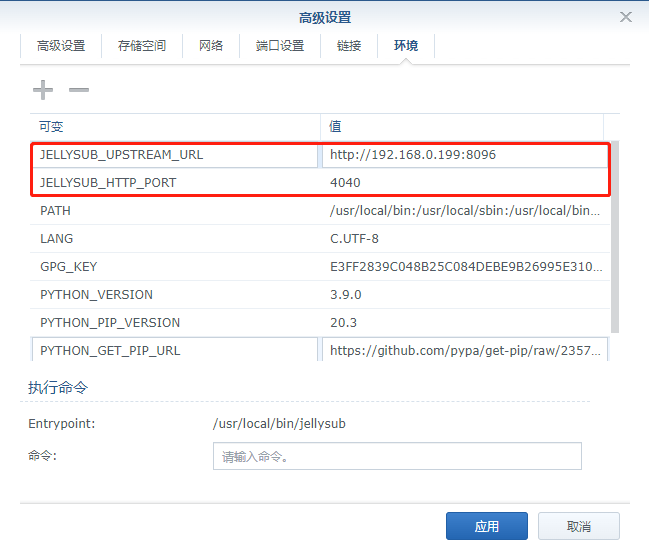 高级设置
高级设置 存储空间 网络 端口设置 链接 环境
可变 值
JELLYSUB_UPSTREAM_URL http://192.168.0.199:8096
JELLYSUB_HTTP_PORT 4040
PATH /usr/local/bin:/usr/local/sbin:/usr/local/bin...
LANG C.UTF-8
GPG_KEY E3FF2839C048B25C084DEBE9B26995E310...
PYTHON_VERSION 3.9.0
PYTHON_PIP_VERSION 20.3
PYTHON_GET_PIP_URL https://github.com/pypa/get-pip/raw/2357...
执行命令
Entrypoint: /usr/local/bin/jellysub
命令: 请输入命令。
应用 取消